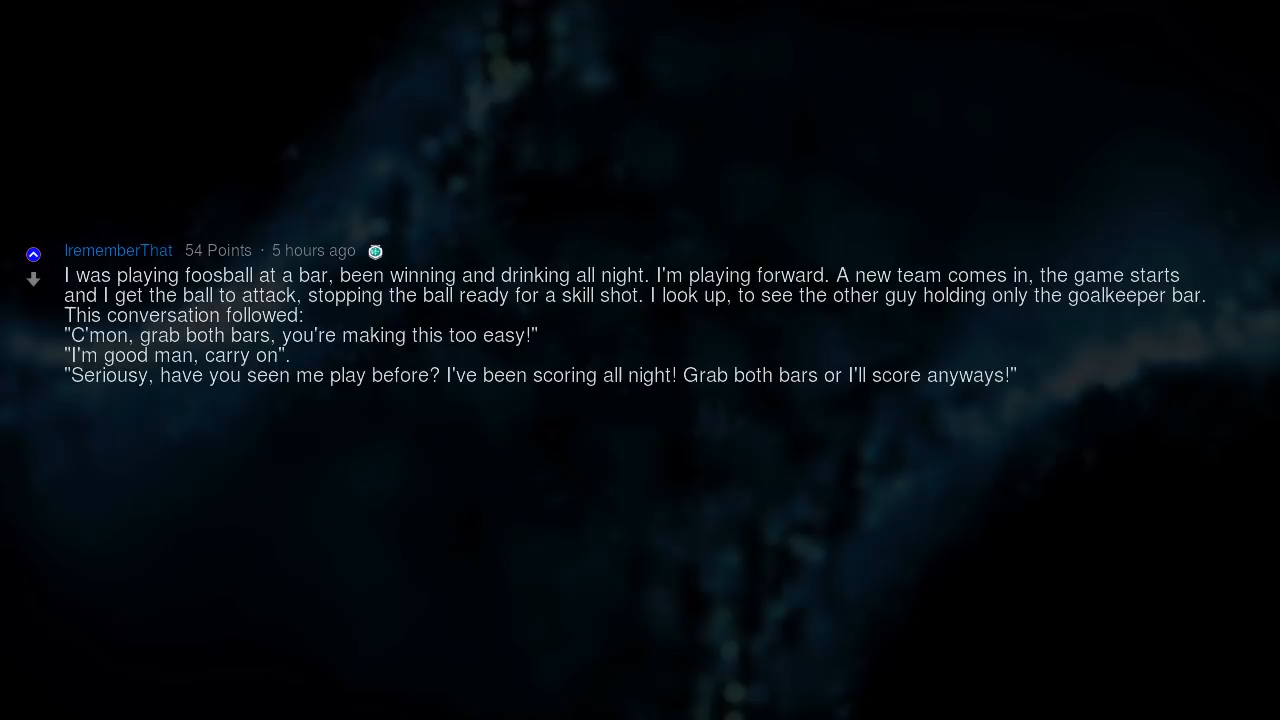 IrememberThat 54 Points · 5 hours ago
I was playing foosball at a bar, been winning and drinking all night. I'm playing forward. A new team comes in, the game starts
and I get the ball to attack, stopping the ball ready for a skill shot. I look up, to see the other guy holding only the goalkeeper bar.
This conversation followed:
"C'mon, grab both bars, you're making this too easy!"
"I'm good man, carry on".
"Seriousy, have you seen me play before? I've been scoring all night! Grab both bars or I'll score anyways!"